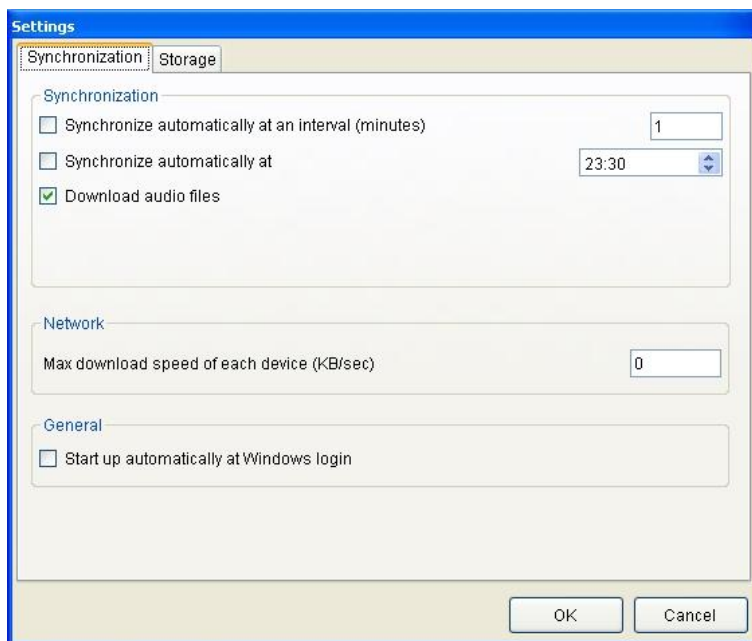 Settings
Synchronization Storage
Synchronization
Synchronize automatically at an interval (minutes) 1
Synchronize automatically at 23:30
Download audio files
Network
Max download speed of each device (KB/sec) 0
General
Start up automatically at Windows login
OK Cancel